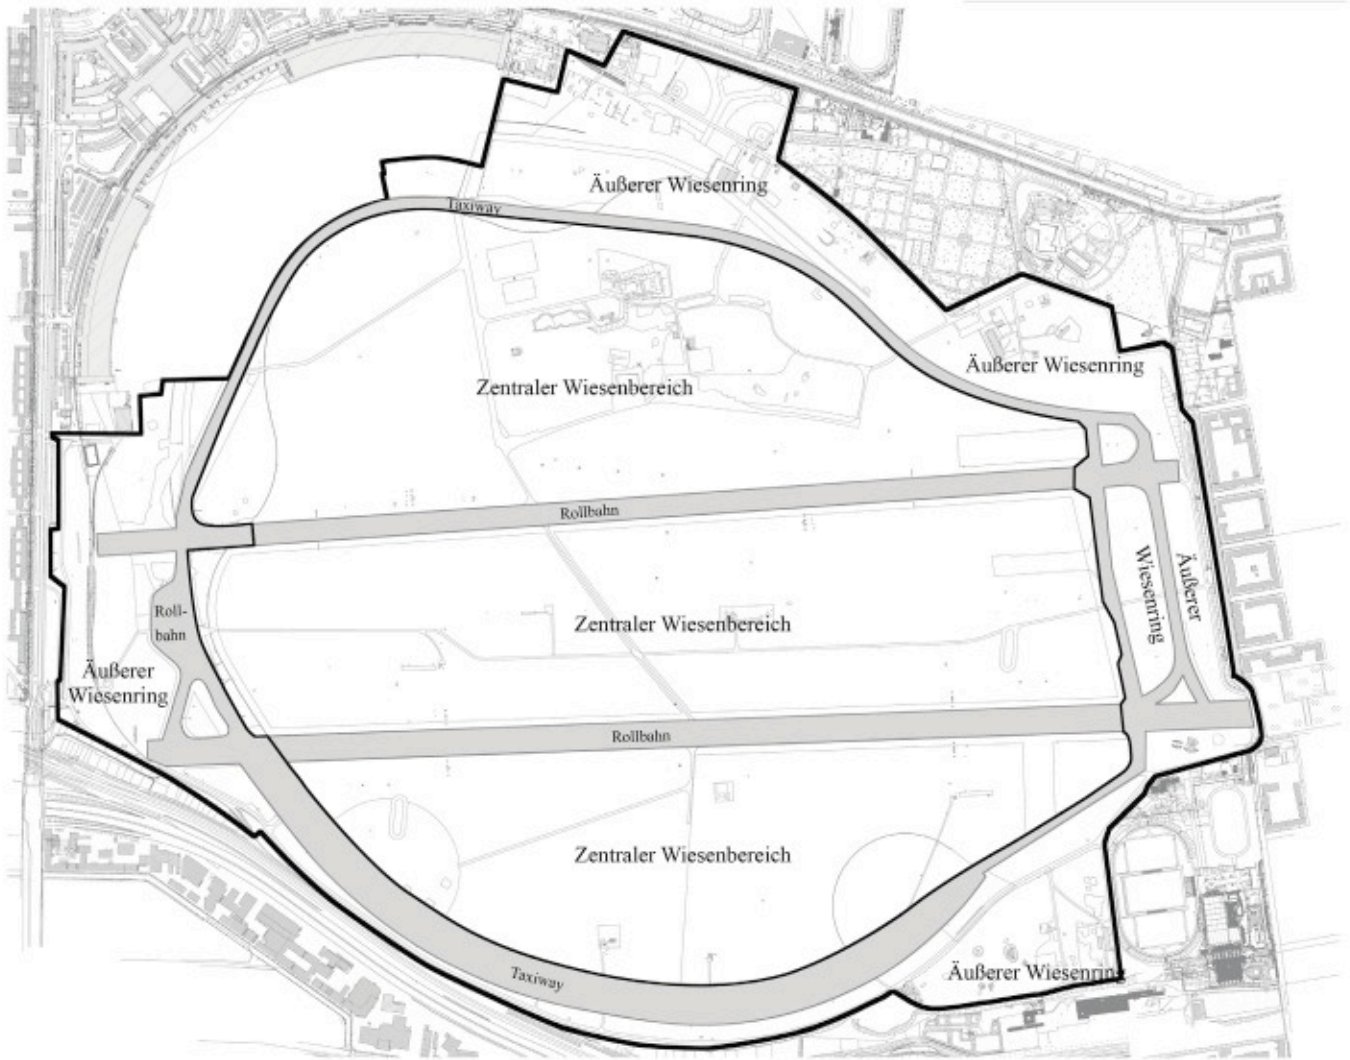 Äußerer Wiesenring
Taxiway
Äußerer Wiesenring
Zentraler Wiesenbereich
Rollbahn
Äußerer
Wiesenring
Roll-
bahn
Zentraler Wiesenbereich
Äußerer
Wiesenring
Rollbahn
Zentraler Wiesenbereich
Taxiway
Äußerer Wiesenring